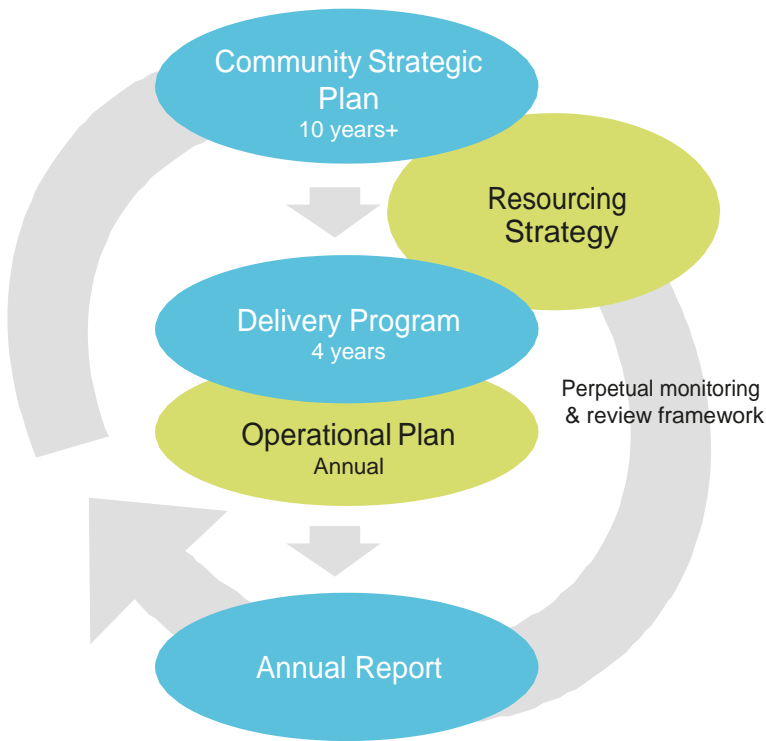 Community Strategic
Plan
10 years+
Resourcing
Strategy
Delivery Program
4 years
Perpetual monitoring
& review framework
Operational Plan
Annual
Annual Report